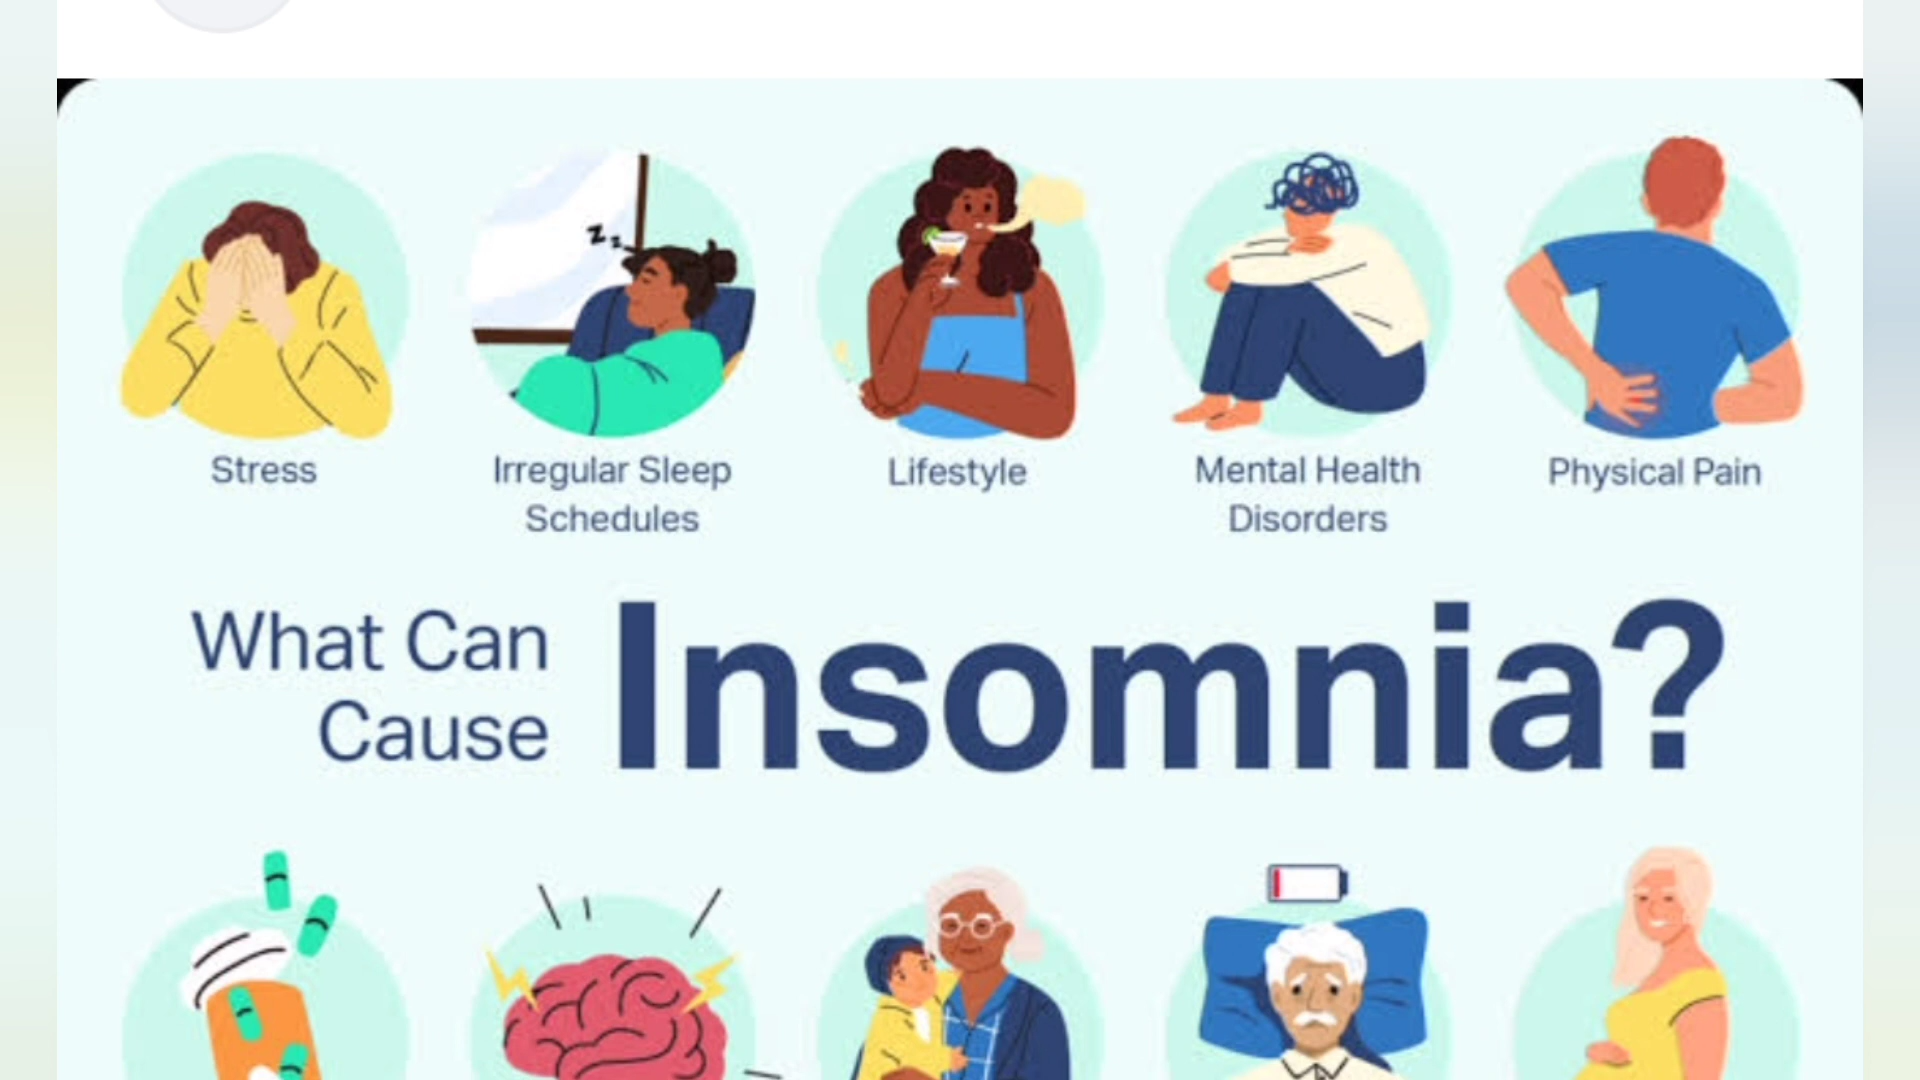 z z
Stress
Irregular Sleep
Schedules
Lifestyle
Mental Health
Disorders
Physical Pain
What Can
Cause
Insomnia?